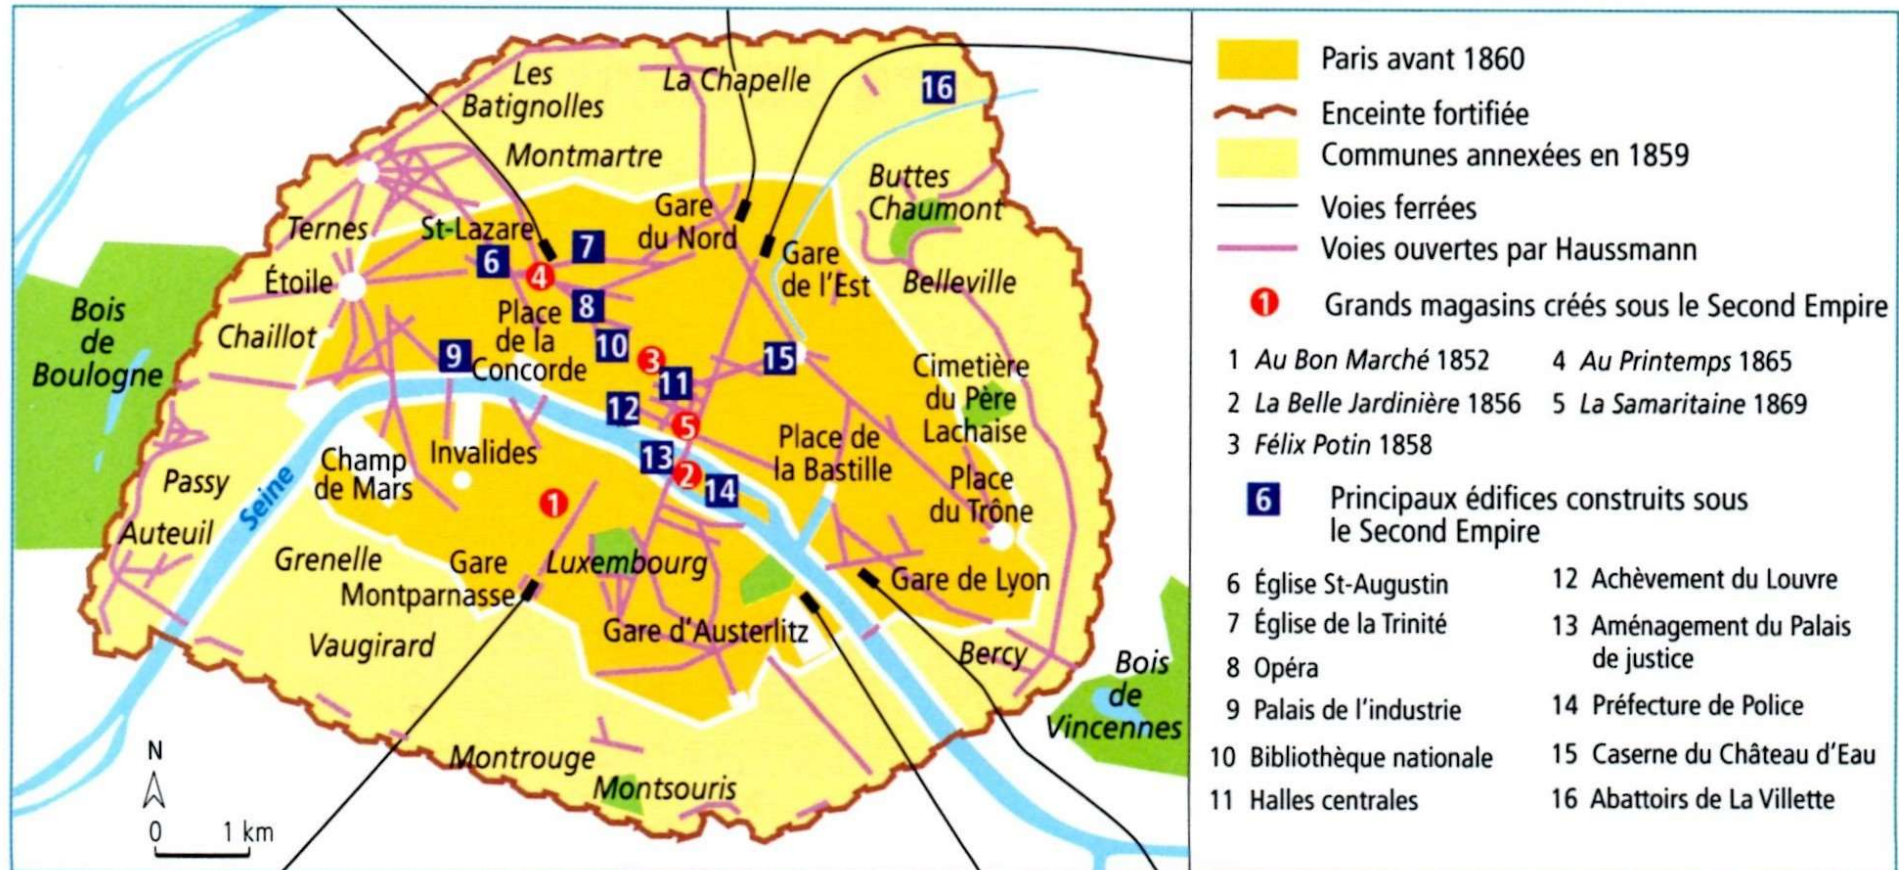 Les
Batignolles
La Chapelle
16
Montmartre
Buttes
Chaumont
Ternes
St-Lazare
Gare
du Nord
6
7
4
Gare
de l'Est
Étoile
Belleville
Bois
de
Boulogne
Chaillot
Place
de la
Concorde
8
10
9
3
11
15
12
5
Cimetière
du Père
Lachaise
Invalides
Champ
de Mars
13
2
14
Place de
la Bastille
Place
du Trône
Passy
Seine
1
Auteuil
Grenelle
Gare
Montparnasse
Luxembourg
Gare de Lyon
Vaugirard
Gare d'Austerlitz
Bercy
Bois
de
Vincennes
Montrouge
Montsouris
N
0 1 km
Paris avant 1860
Enceinte fortifiée
Communes annexées en 1859
Voies ferrées
Voies ouvertes par Haussmann
1 Grands magasins créés sous le Second Empire
1 Au Bon Marché 1852
2 La Belle Jardinière 1856
3 Félix Potin 1858
4 Au Printemps 1865
5 La Samaritaine 1869
6 Principaux édifices construits sous
le Second Empire
6 Église St-Augustin
7 Église de la Trinité
8 Opéra
9 Palais de l'industrie
10 Bibliothèque nationale
11 Halles centrales
12 Achèvement du Louvre
13 Aménagement du Palais
de justice
14 Préfecture de Police
15 Caserne du Château d'Eau
16 Abattoirs de La Villette